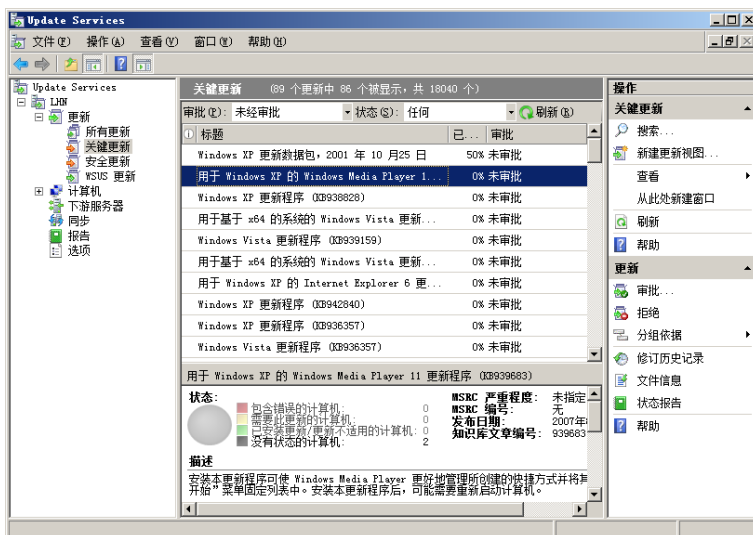 Update Services
文件(F) 操作(A) 查看(V) 窗口(W) 帮助(H)
Update Services
LHN
更新
所有更新
关键更新
安全更新
WSUS 更新
计算机
下游服务器
同步
报告
选项
关键更新 (89 个更新中 86 个被显示，共 18040 个)
审批(P): 未经审批 状态(S): 任何 刷新(R)
标题 已... 审批
Windows XP 更新数据包，2001 年 10 月25 日 50% 未审批
用于 Windows XP 的 Windows Media Player 1... 0% 未审批
Windows XP 更新程序 (KB938828) 0% 未审批
用于基于 x64 的系统的 Windows Vista 更新... 0% 未审批
Windows Vista 更新程序 (KB939159) 0% 未审批
用于基于 x64 的系统的 Windows Vista 更新... 0% 未审批
用于 Windows XP 的 Internet Explorer 6 更... 0% 未审批
Windows XP 更新程序 (KB942840) 0% 未审批
Windows XP 更新程序 (KB936357) 0% 未审批
Windows Vista 更新程序 (KB936357) 0% 未审批
用于 Windows XP 的 Windows Media Player 11 更新程序 (KB939683)
状态:
包含错误的计算机: 0
需要此更新的计算机: 0
已安装更新/更新不适用的计算机: 0
没有状态的计算机: 2
MSRC 严重程度: 未指定
MSRC 编号: 无
发布日期: 2007年
知识库文章编号: 939683
描述
安装本更新程序可使 Windows Media Player 更好地管理所创建的快捷方式并将其
开始”菜单固定列表中。安装本更新程序后，可能需要重新启动计算机。
操作
关键更新
搜索...
新建更新视图...
查看
从此处新建窗口
刷新
帮助
更新
审批...
拒绝
分组依据
修订历史记录
文件信息
状态报告
帮助